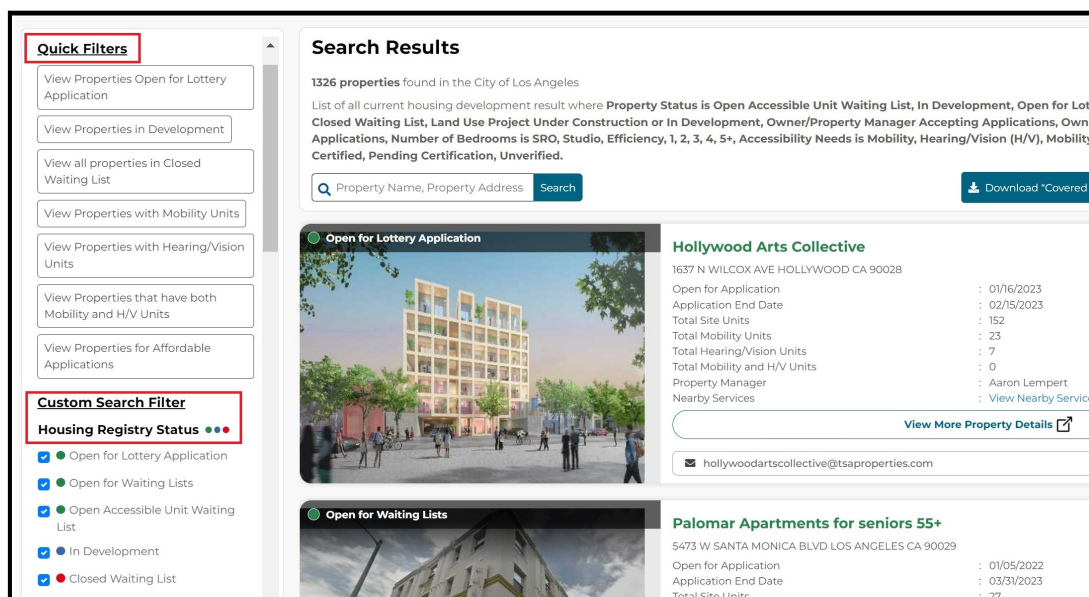 Quick Filters
View Properties Open for Lottery
Application
View Properties in Development
View all properties in Closed
Waiting List
View Properties with Mobility Units
View Properties with Hearing/Vision
Units
View Properties that have both
Mobility and H/V Units
View Properties for Affordable
Applications
Custom Search Filter
Housing Registry Status
Open for Lottery Application
Open for Waiting Lists
Open Accessible Unit Waiting
List
In Development
Closed Waiting List
Search Results
1326 properties found in the City of Los Angeles
List of all current housing development result where Property Status is Open Accessible Unit Waiting List, In Development, Open for Lot
Closed Waiting List, Land Use Project Under Construction or In Development, Owner/Property Manager Accepting Applications, Own
Applications, Number of Bedrooms is SRO, Studio, Efficiency, 1, 2, 3, 4, 5+, Accessibility Needs is Mobility, Hearing/Vision (H/V), Mobility
Certified, Pending Certification, Unverified.
Property Name, Property Address Search
Download "Covered
Open for Lottery Application
Hollywood Arts Collective
1637 N WILCOX AVE HOLLYWOOD CA 90028
Open for Application : 01/16/2023
Application End Date : 02/15/2023
Total Site Units : 152
Total Mobility Units : 23
Total Hearing/Vision Units : 7
Total Mobility and H/V Units : 0
Property Manager : Aaron Lempert
Nearby Services : View Nearby Servic
View More Property Details
hollywoodartscollective@tsaproperties.com
Open for Waiting Lists
Palomar Apartments for seniors 55+
5473 W SANTA MONICA BLVD LOS ANGELES CA 90029
Open for Application : 01/05/2022
Application End Date : 03/31/2023
Total Site Units : 27